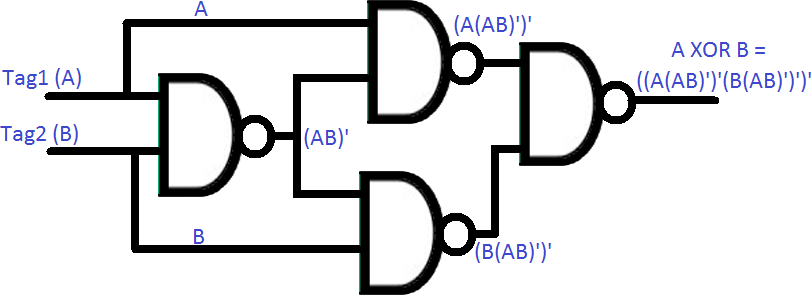 A
(A(AB)')'
A XOR B =
((A(AB)')'(B(AB)')')'
Tag1 (A)
Tag2 (B)
(AB)'
B
(B(AB)')'